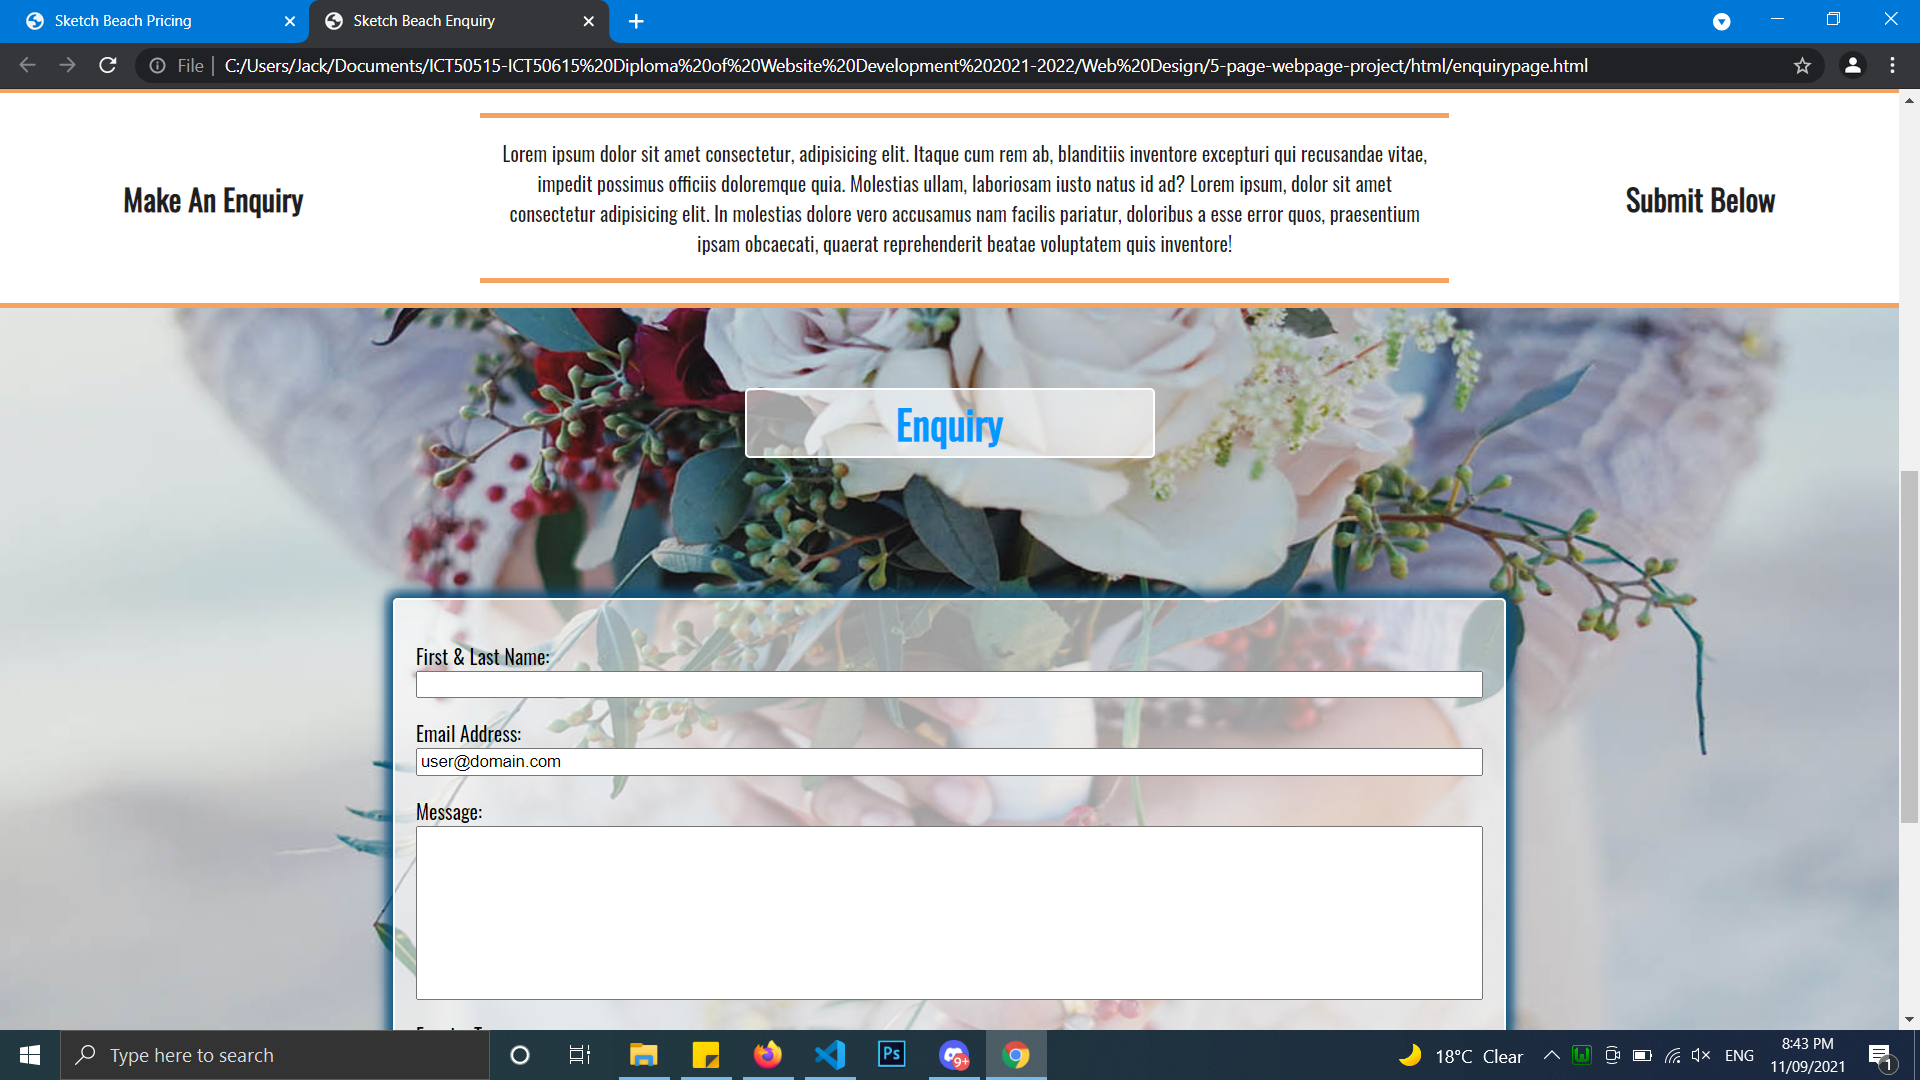 Sketch Beach Pricing
Sketch Beach Enquiry
File
C:/Users/Jack/Documents/ICT50515-ICT50615%20Diploma%20of%20Website%20Development%202021-2022/Web%20Design/5-page-webpage-project/html/enquirypage.html
Make An Enquiry
Lorem ipsum dolor sit amet consectetur, adipisicing elit. Itaque cum rem ab, blanditiis inventore excepturi qui recusandae vitae,
impedit possimus officiis doloremque quia. Molestias ullam, laboriosam iusto natus id ad? Lorem ipsum, dolor sit amet
consectetur adipisicing elit. In molestias dolore vero accusamus nam facilis pariatur, doloribus a esse error quos, praesentium
ipsam obcaecati, quaerat reprehenderit beatae voluptatem quis inventore!
Submit Below
Enquiry
First & Last Name:
Email Address:
user@domain.com
Message:
Type here to search
Ps
9+
18°C Clear
ENG
8:43 PM
11/09/2021
1